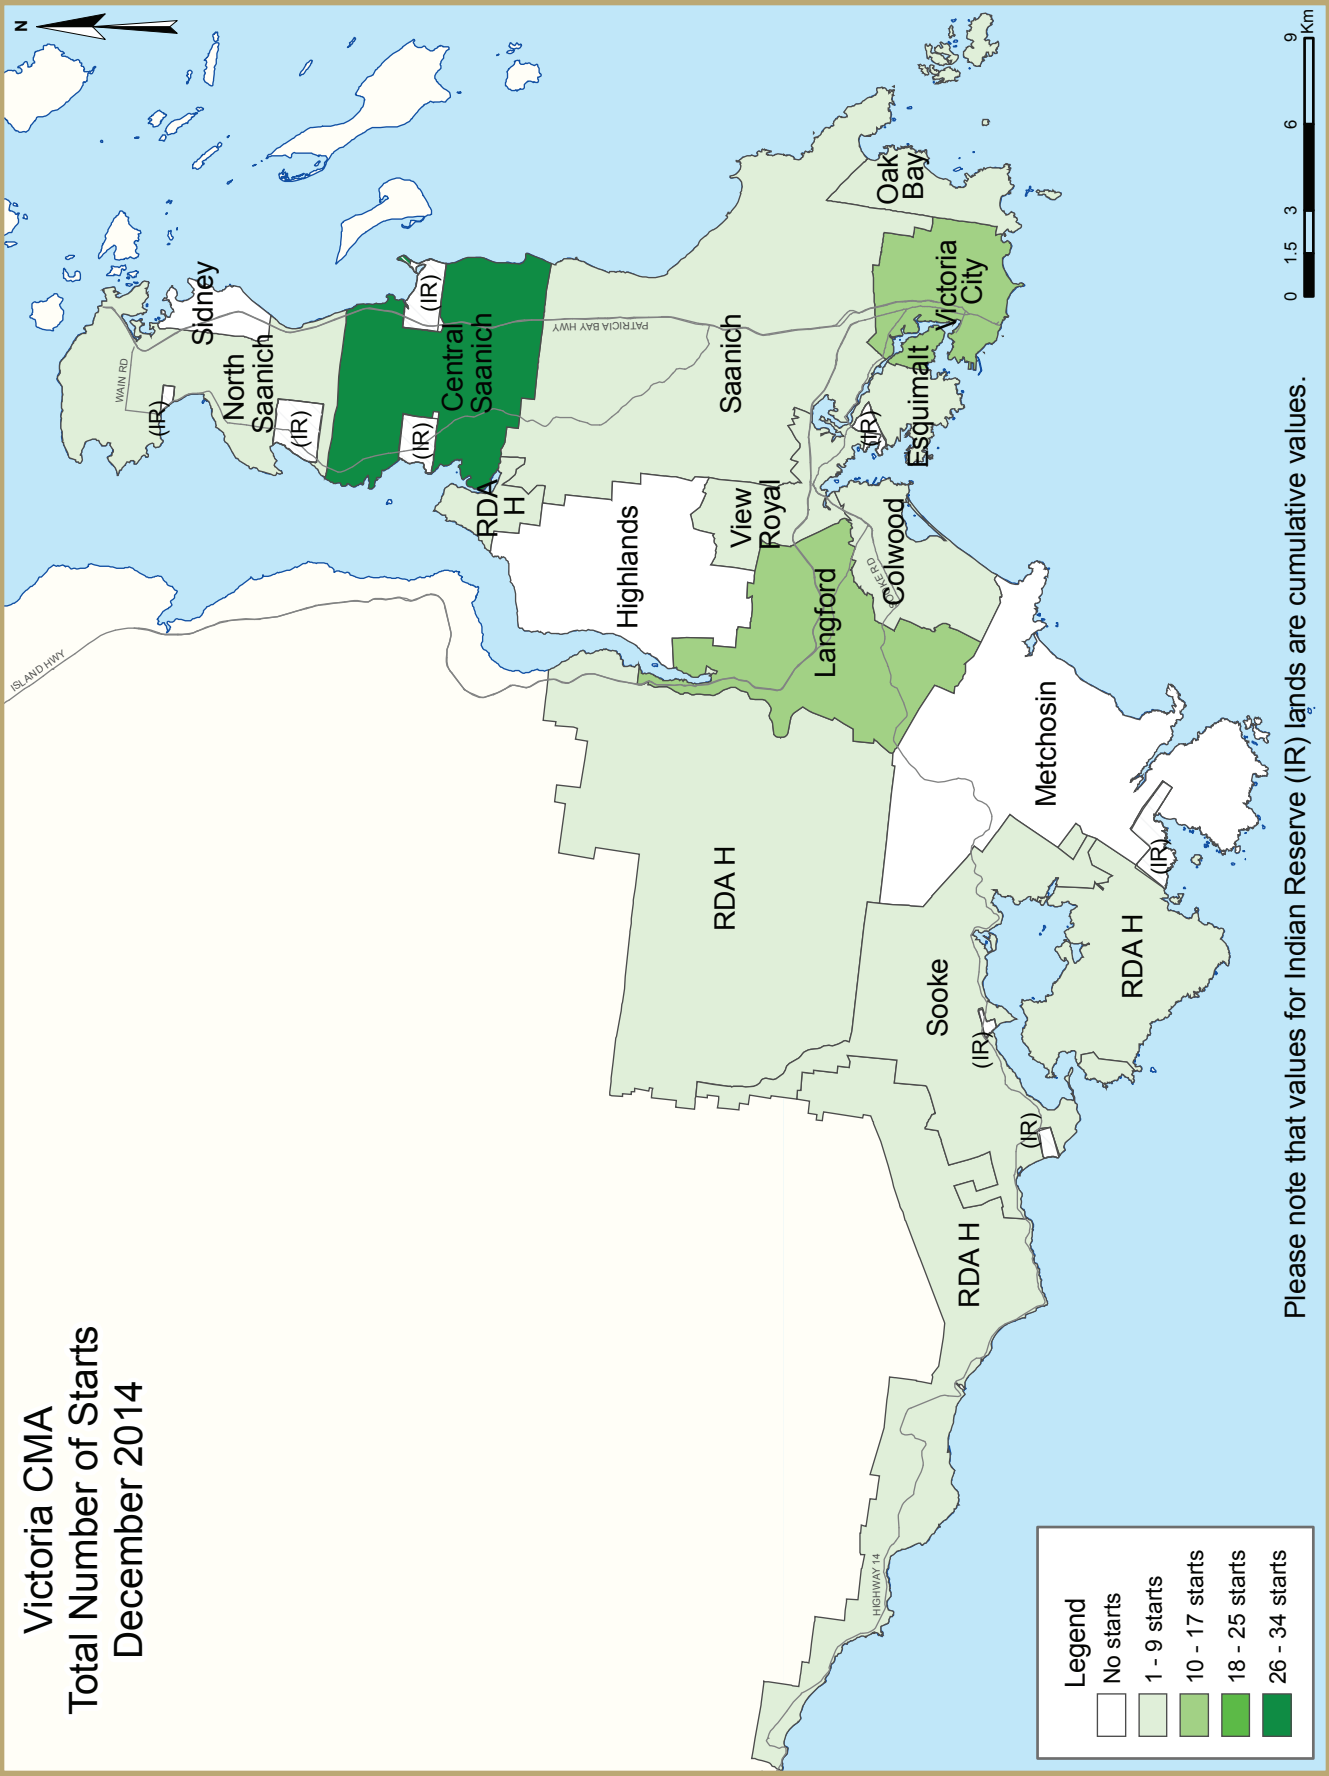 Victoria CMA
Total Number of Starts
December 2014
N
ISLAND HWY
WAIN RD
(IR)
Sidney
North
Saanich
(IR)
(IR)
(IR)
Central
Saanich
PATRICIA BAY HWY
RDA
H
Highlands
Saanich
View
Royal
Oak
Bay
Victoria
City
Esquimalt
(IR)
Langford
Colwood
SOOKE RD
RDA H
Metchosin
(IR)
Sooke
(IR)
(IR)
RDA H
RDA H
HIGHWAY 14
Legend
No starts
1 - 9 starts
10 - 17 starts
18 - 25 starts
26 - 34 starts
0 1.5 3 6 9
Km
Please note that values for Indian Reserve (IR) lands are cumulative values.